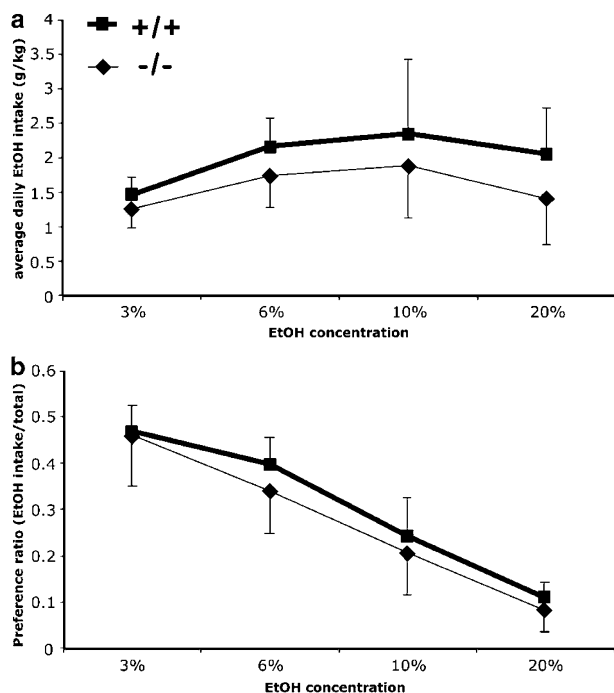 a
average daily EtOH intake (g/kg)
4
3.5
3
2.5
2
1.5
1
0.5
0
+/+
-/-
3% 6% 10% 20%
EtOH concentration
b
Preference ratio (EtOH intake/total)
0.6
0.5
0.4
0.3
0.2
0.1
0
3% 6% 10% 20%
EtOH concentration